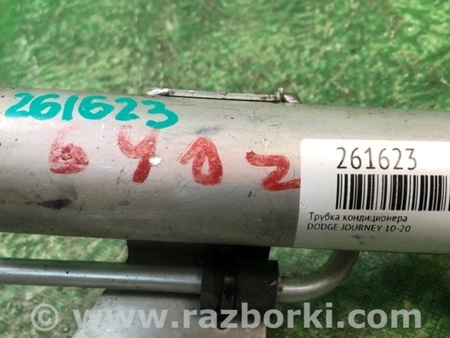 261623
6402
261623
Трубка кондиционера
DODGE JOURNEY 10-20
www.razborki.com